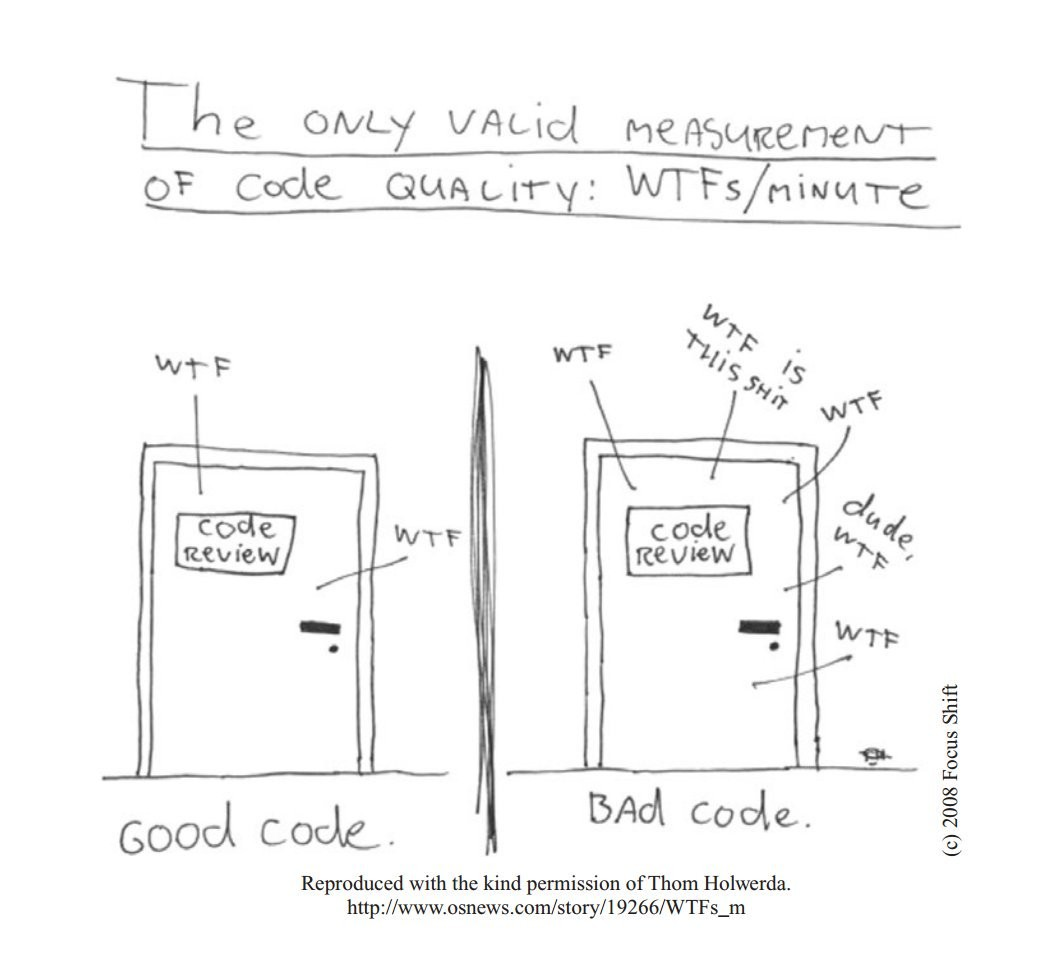 The ONLY VALid meASUREMENT
OF Code QUALITY: WTFs/minUTe
WTF
Code
Review
WTF
Good Code.
WTF
WTF is
THiS SHiT
WTF
Code
Review
dude,
WTF
WTF
BAd Code.
(c) 2008 Focus Shift
Reproduced with the kind permission of Thom Holwerda.
http://www.osnews.com/story/19266/WTFs_m